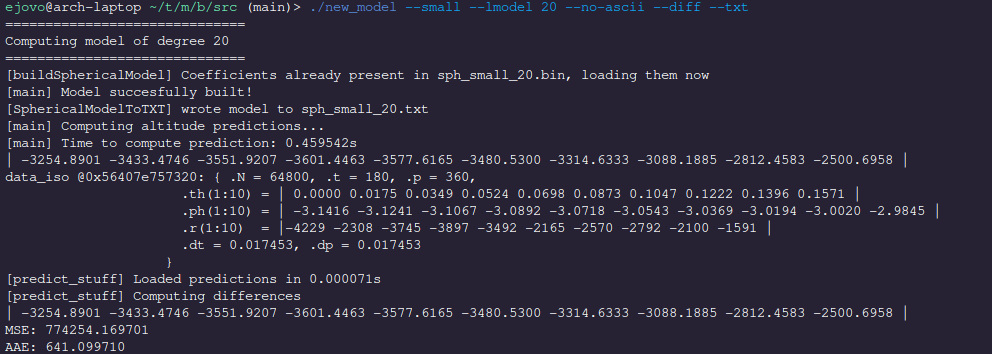 ejovo@arch-laptop ~/t/m/b/src (main)> ./new_model --small --lmodel 20 --no-ascii --diff --txt
==============================
Computing model of degree 20
==============================
[buildSphericalModel] Coefficients already present in sph_small_20.bin, loading them now
[main] Model succesfully built!
[SphericalModelToTXT] wrote model to sph_small_20.txt
[main] Computing altitude predictions...
[main] Time to compute prediction: 0.459542s
| -3254.8901 -3433.4746 -3551.9207 -3601.4463 -3577.6165 -3480.5300 -3314.6333 -3088.1885 -2812.4583 -2500.6958 |
data_iso @0x56407e757320: { .N = 64800, .t = 180, .p = 360,
.th(1:10) = | 0.0000 0.0175 0.0349 0.0524 0.0698 0.0873 0.1047 0.1222 0.1396 0.1571 |
.ph(1:10) = | -3.1416 -3.1241 -3.1067 -3.0892 -3.0718 -3.0543 -3.0369 -3.0194 -3.0020 -2.9845 |
.r(1:10)  = |-4229 -2308 -3745 -3897 -3492 -2165 -2570 -2792 -2100 -1591 |
.dt = 0.017453, .dp = 0.017453
}
[predict_stuff] Loaded predictions in 0.000071s
[predict_stuff] Computing differences
| -3254.8901 -3433.4746 -3551.9207 -3601.4463 -3577.6165 -3480.5300 -3314.6333 -3088.1885 -2812.4583 -2500.6958 |
MSE: 774254.169701
AAE: 641.099710